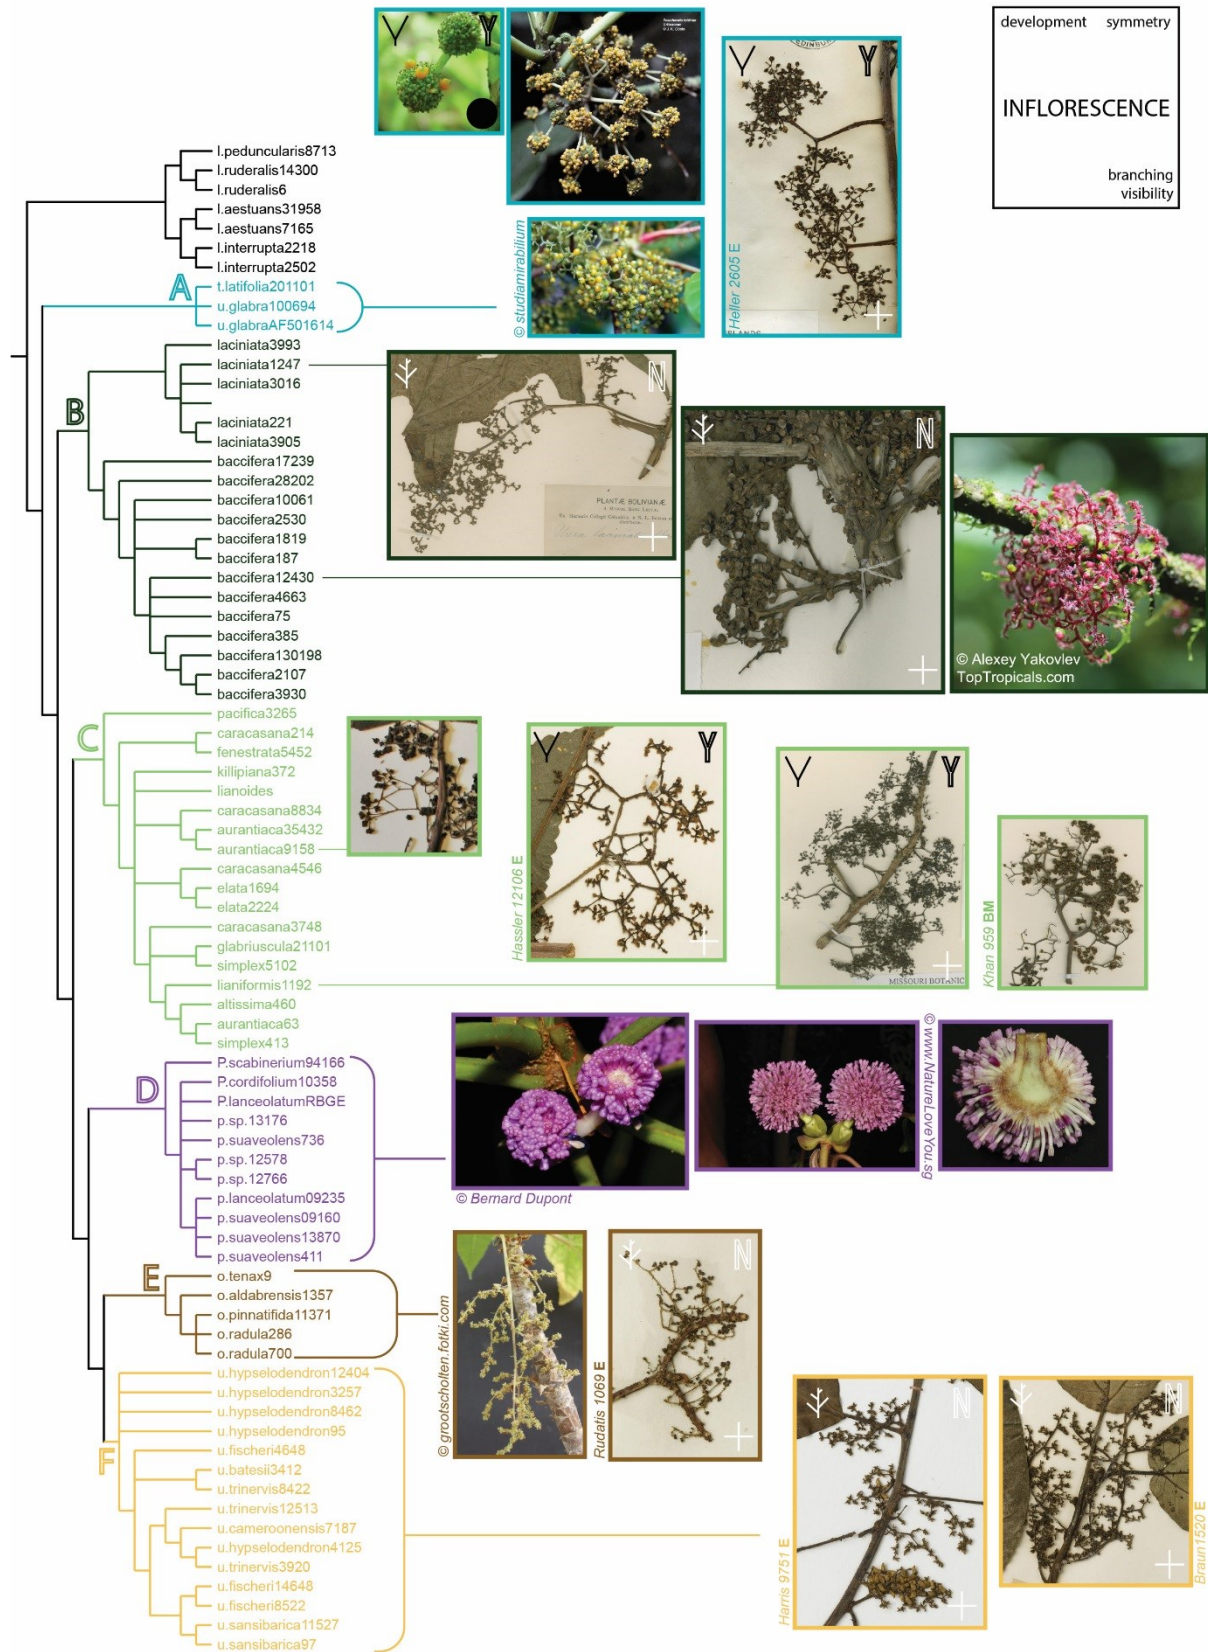 development symmetry
INFLORESCENCE
branching
visibility
EDINBURGH
Heller 2605 E
© studiamirabilium
l.peduncularis8713
l.ruderalis14300
l.ruderalis6
l.aestuans31958
l.aestuans7165
l.interrupta2218
l.interrupta2502
A
t.latifolia201101
u.glabra100694
u.glabraAF501614
B
laciniata3993
laciniata1247
laciniata3016
laciniata221
laciniata3905
baccifera17239
baccifera28202
baccifera10061
baccifera2530
baccifera1819
baccifera187
baccifera12430
baccifera4663
baccifera75
baccifera385
baccifera130198
baccifera2107
baccifera3930
N
PLANTÆ BOLIVIANÆ
N
© Alexey Yakovlev
TopTropicals.com
C
pacifica3265
caracasana214
fenestrata5452
killipiana372
lianoides
caracasana8834
aurantiaca35432
aurantiaca9158
caracasana4546
elata1694
elata2224
caracasana3748
glabriuscula21101
simplex5102
lianiformis1192
altissima460
aurantiaca63
simplex413
Hassler 12106 E
MISSOURI BOTANIC
Khan 959 BM
D
P.scabinerium94166
P.cordifolium10358
P.lanceolatumRBGE
p.sp.13176
p.suaveolens736
p.sp.12578
p.sp.12766
p.lanceolatum09235
p.suaveolens09160
p.suaveolens13870
p.suaveolens411
© Bernard Dupont
© www.NatureLoveYou.sg
E
o.tenax9
o.aldabrensis1357
o.pinnatifida11371
o.radula286
o.radula700
© grootscholten.fotki.com
Rudatis 1069 E
N
F
u.hypselodendron12404
u.hypselodendron3257
u.hypselodendron8462
u.hypselodendron95
u.fischeri4648
u.batesii3412
u.trinervis8422
u.trinervis12513
u.cameroonensis7187
u.hypselodendron4125
u.trinervis3920
u.fischeri14648
u.fischeri8522
u.sansibarica11527
u.sansibarica97
Harris 9751 E
N
Braun1520 E
N